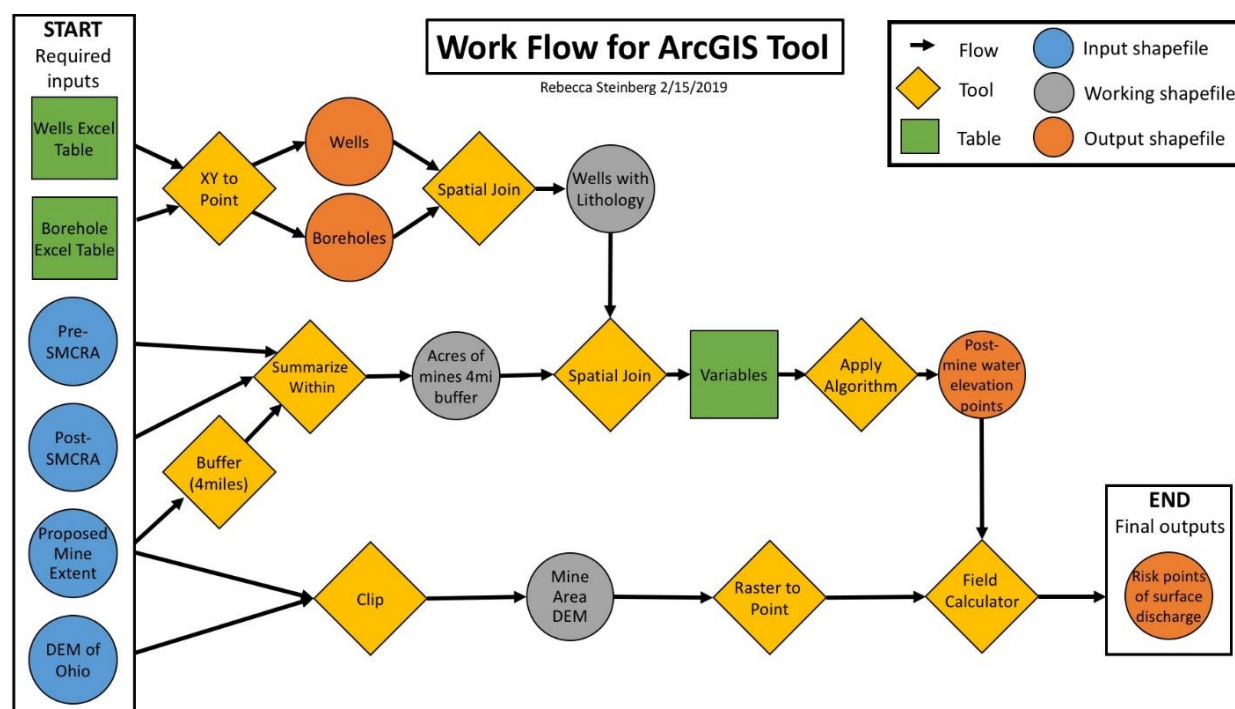 START
Required
inputs
Wells Excel
Table
Borehole
Excel Table
Pre-
SMCRA
Post-
SMCRA
Proposed
Mine
Extent
DEM of
Ohio
Work Flow for ArcGIS Tool
Rebecca Steinberg 2/15/2019
Flow
Tool
Table
Input shapefile
Working shapefile
Output shapefile
XY to
Point
Wells
Boreholes
Spatial Join
Wells with
Lithology
Summarize
Within
Buffer
(4miles)
Acres of
mines 4mi
buffer
Spatial Join
Variables
Apply
Algorithm
Post-
mine water
elevation
points
Clip
Mine
Area
DEM
Raster to
Point
Field
Calculator
END
Final outputs
Risk points
of surface
discharge